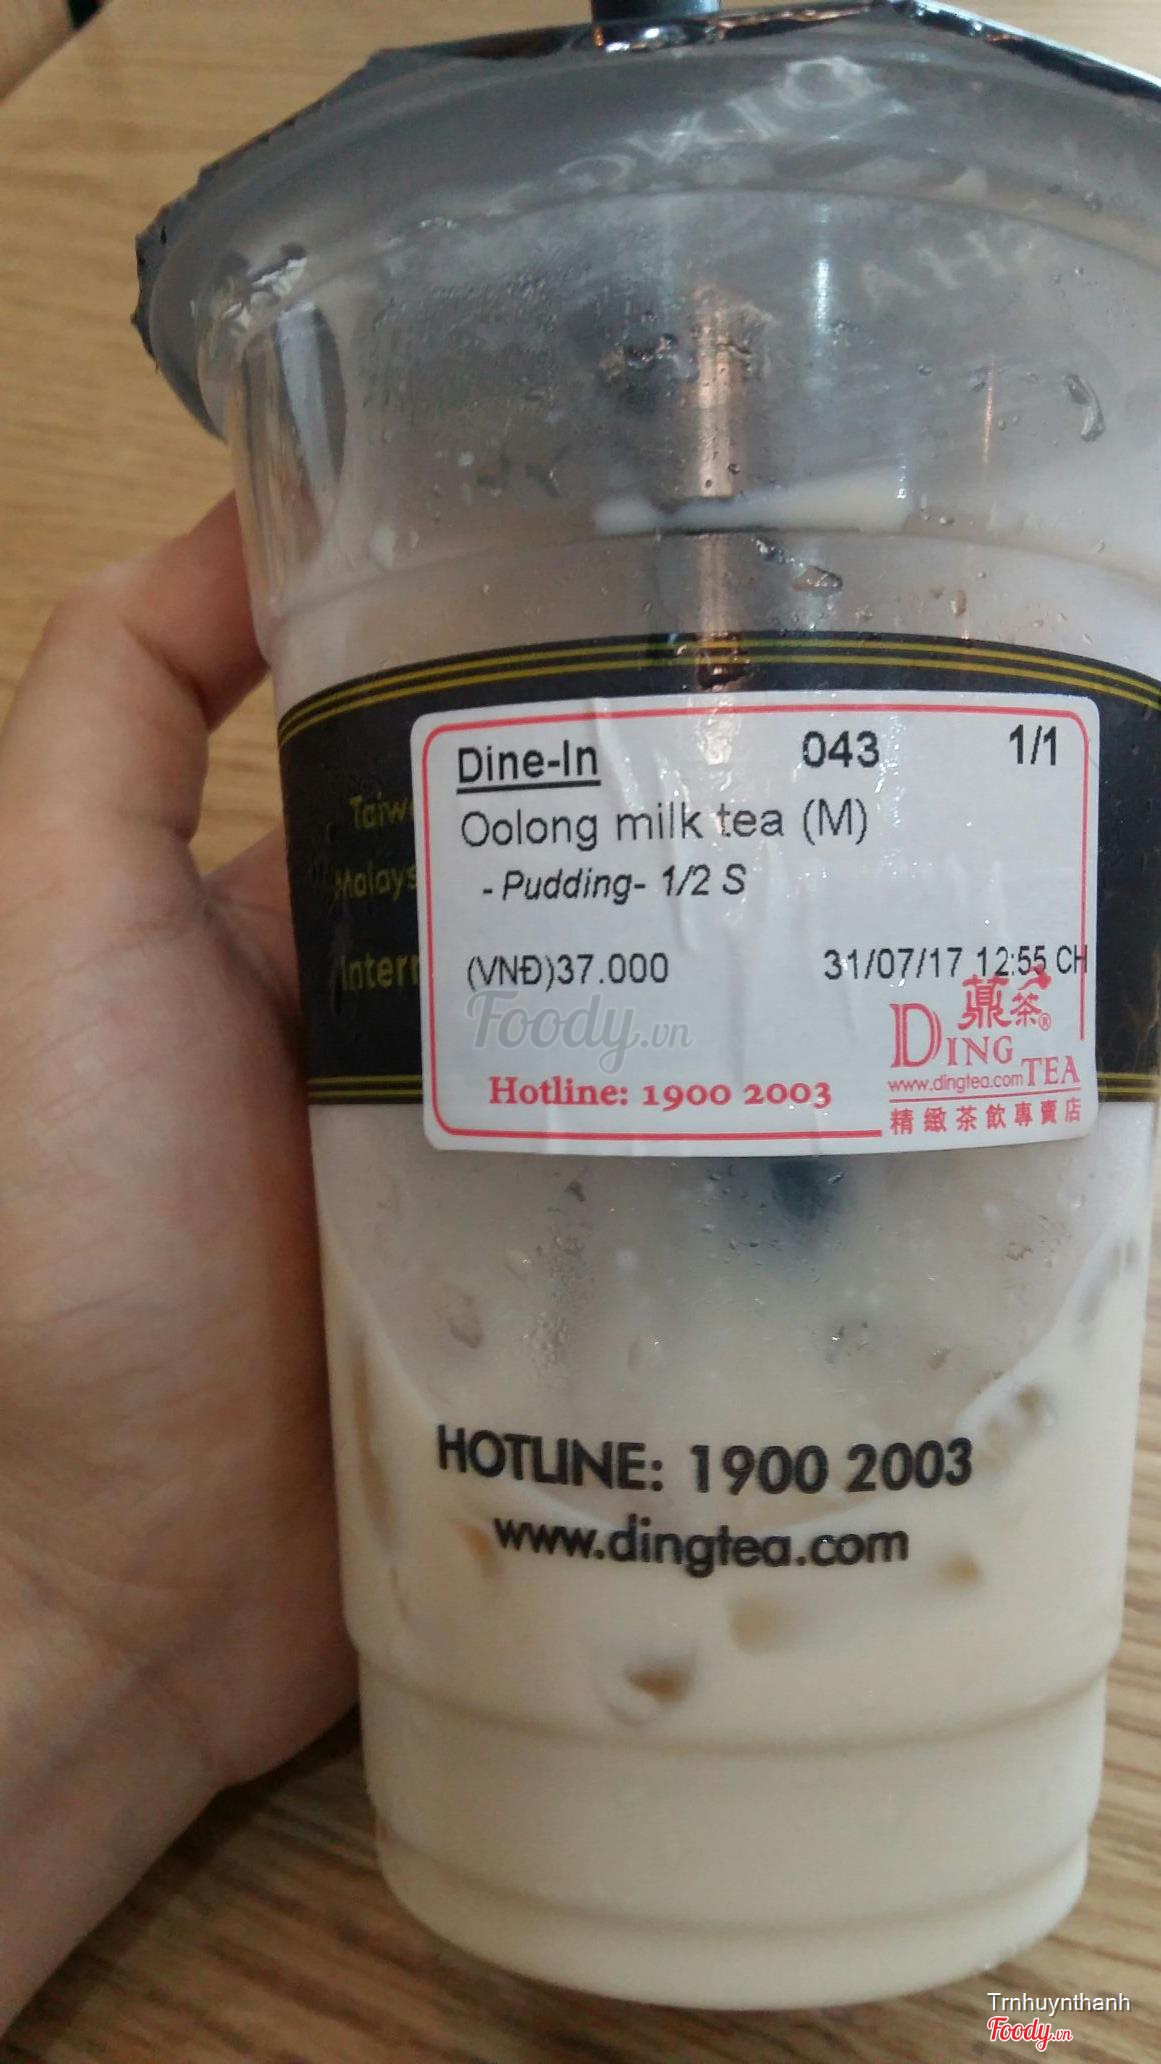 Dine-In 043 1/1
Oolong milk tea (M)
- Pudding- 1/2 S
(VNĐ)37.000 31/07/17 12:55 CH
Foody.vn
Hotline: 1900 2003
鼎茶®
DING TEA
www.dingtea.com
精緻茶飲專賣店
HOTLINE: 1900 2003
www.dingtea.com
Trnhuynthanh
Foody.vn